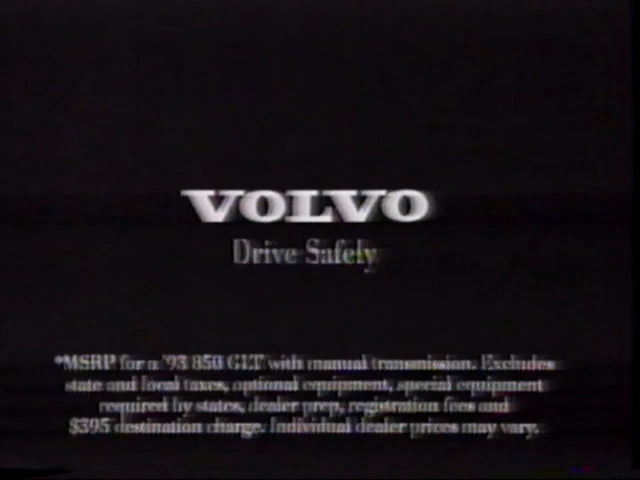 VOLVO
Drive Safely
*MSRP for a '93 850 GLT with manual transmission. Excludes
state and local taxes, optional equipment, special equipment
required by states, dealer prep, registration fees and
$395 destination charge. Individual dealer prices may vary.